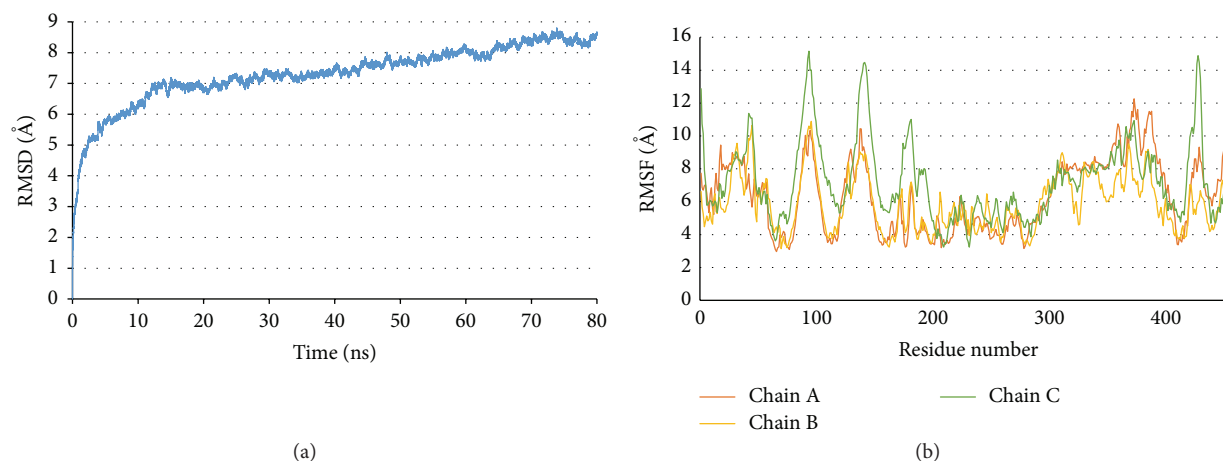 9
8
7
6
5
4
3
2
1
0
RMSD (Å)
0 10 20 30 40 50 60 70 80
Time (ns)
(a)
16
14
12
10
8
6
4
2
0
RMSF (Å)
0 100 200 300 400
Residue number
Chain A Chain C
Chain B
(b)